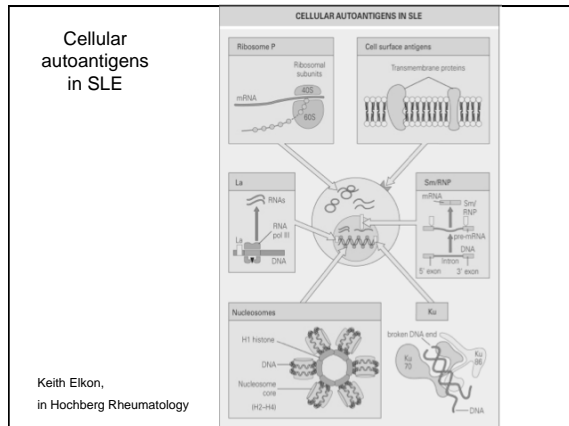 Cellular
autoantigens
in SLE
CELLULAR AUTOANTIGENS IN SLE
Ribosome P
Ribosomal
subunits
40S
mRNA
60S
Cell surface antigens
Transmembrane proteins
La
RNAs
RNA
pol III
La
DNA
Sm/RNP
mRNA
Sm/
RNP
pre-mRNA
DNA
Intron
5' exon 3' exon
Nucleosomes
H1 histone
DNA
Nucleosome
core
(H2–H4)
Ku
broken DNA end
Ku
70
Ku
86
DNA
Keith Elkon,
in Hochberg Rheumatology